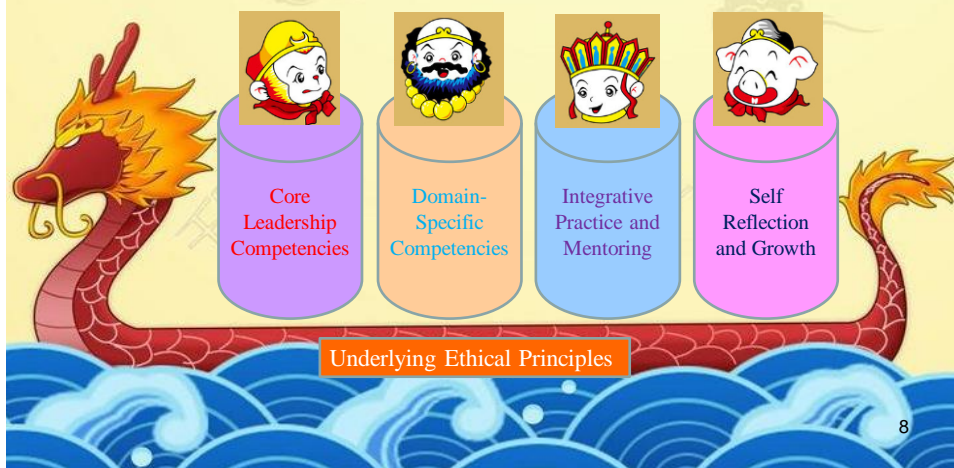 Core
Leadership
Competencies
Domain-
Specific
Competencies
Integrative
Practice and
Mentoring
Self
Reflection
and Growth
Underlying Ethical Principles
8